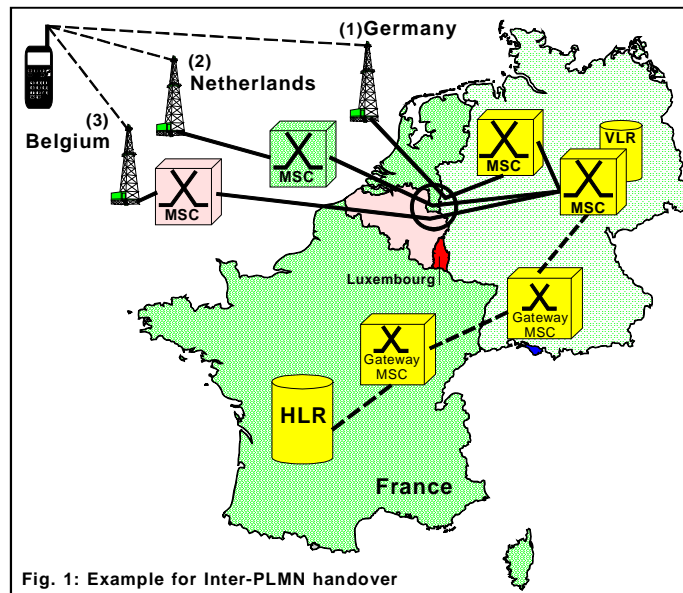 (1) Germany
(2)
Netherlands
(3)
Belgium
MSC
MSC
MSC
VLR
MSC
Luxembourg
Gateway
MSC
Gateway
MSC
HLR
France
Fig. 1: Example for Inter-PLMN handover